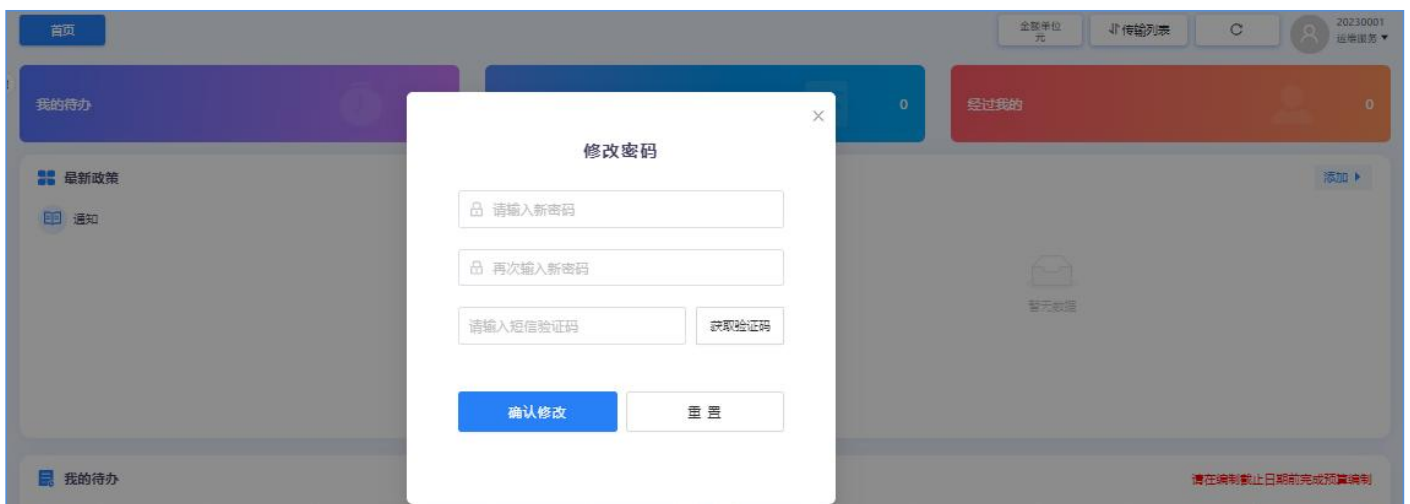 首页
金额单位
元
传输列表
20230001
运维服务
我的待办
0
经过我的
0
修改密码
最新政策
添加
通知
请输入新密码
再次输入新密码
暂无数据
请输入短信验证码
获取验证码
确认修改
重置
我的待办
请在编制截止日期前完成预算编制